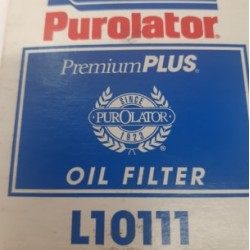 Purolator®
PremiumPLUS®
SINCE
PUROLATOR
1923
OIL FILTER
L10111